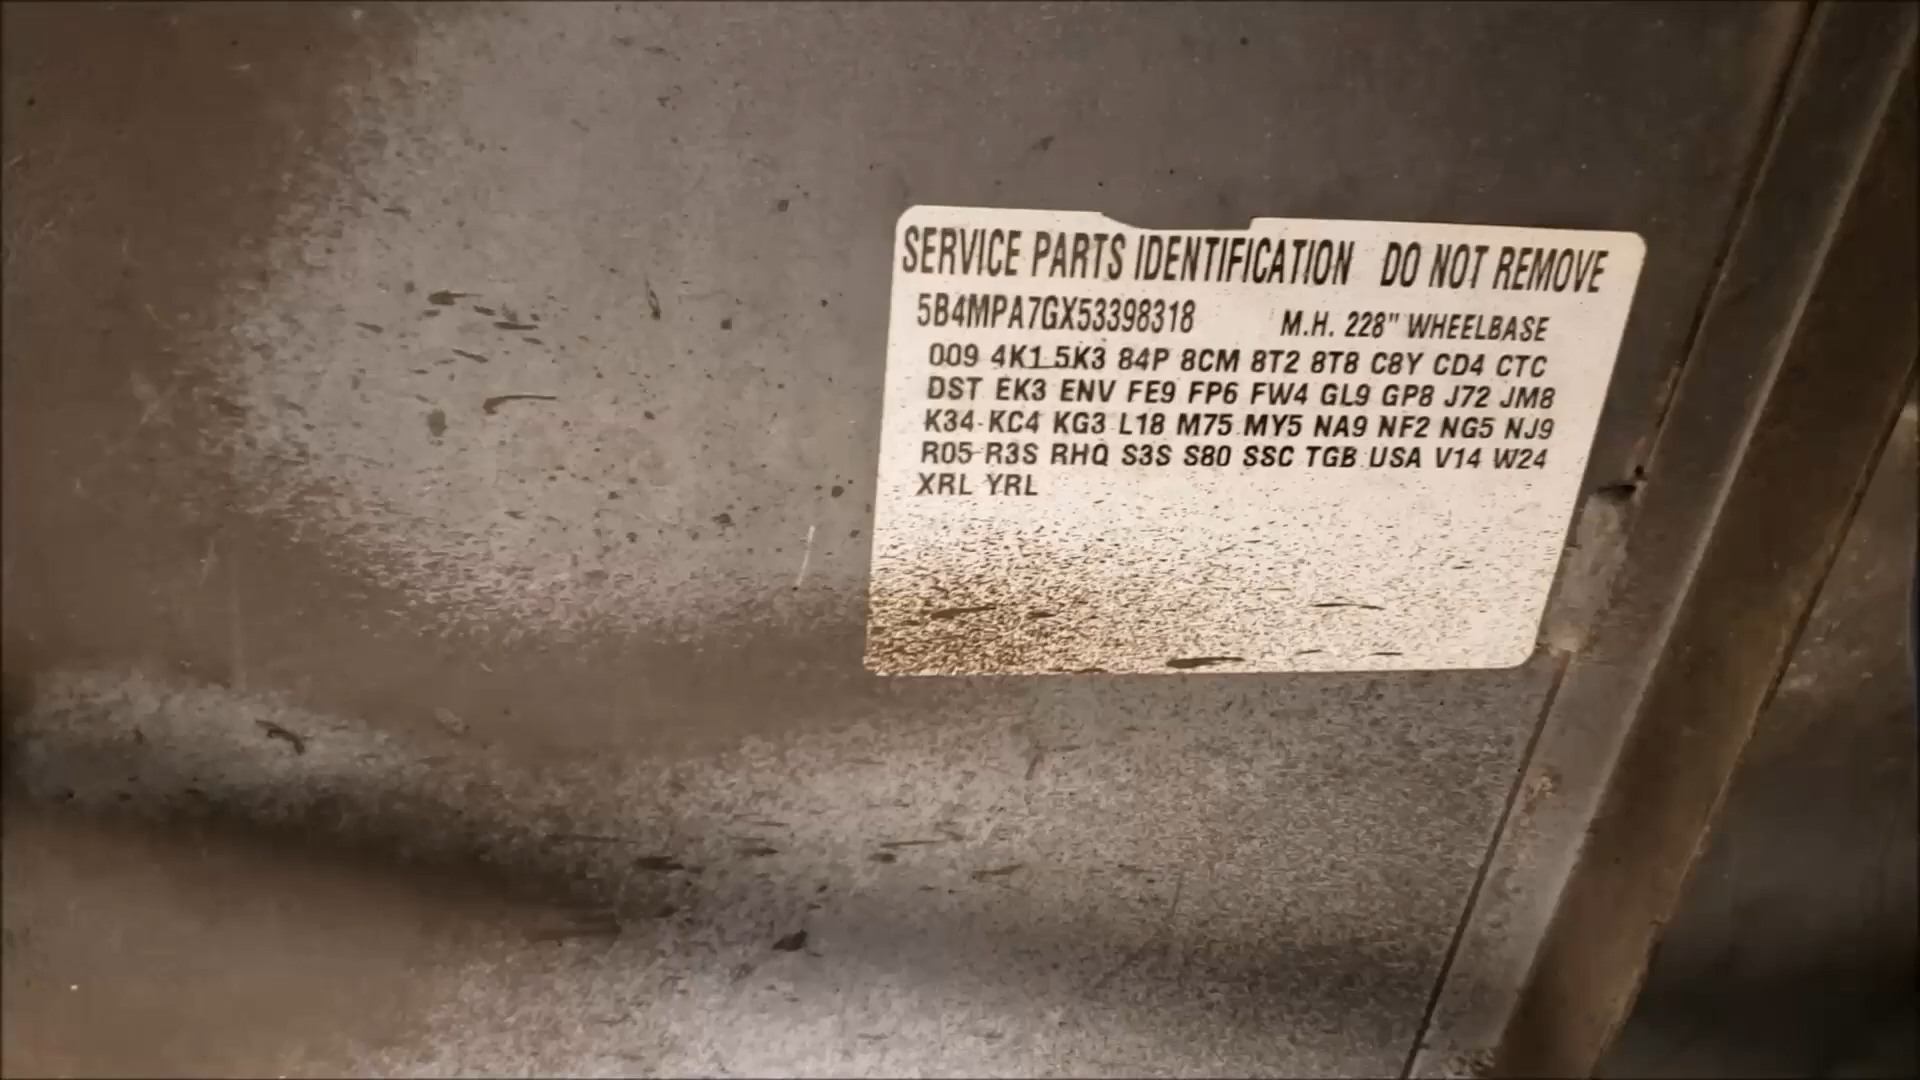 SERVICE PARTS IDENTIFICATION DO NOT REMOVE
5B4MPA7GX53398318 M.H. 228" WHEELBASE
009 4K1 5K3 84P 8CM 8T2 8T8 C8Y CD4 CTC
DST EK3 ENV FE9 FP6 FW4 GL9 GP8 J72 JM8
K34 KC4 KG3 L18 M75 MY5 NA9 NF2 NG5 NJ9
R05 R3S RHQ S3S S80 SSC TGB USA V14 W24
XRL YRL